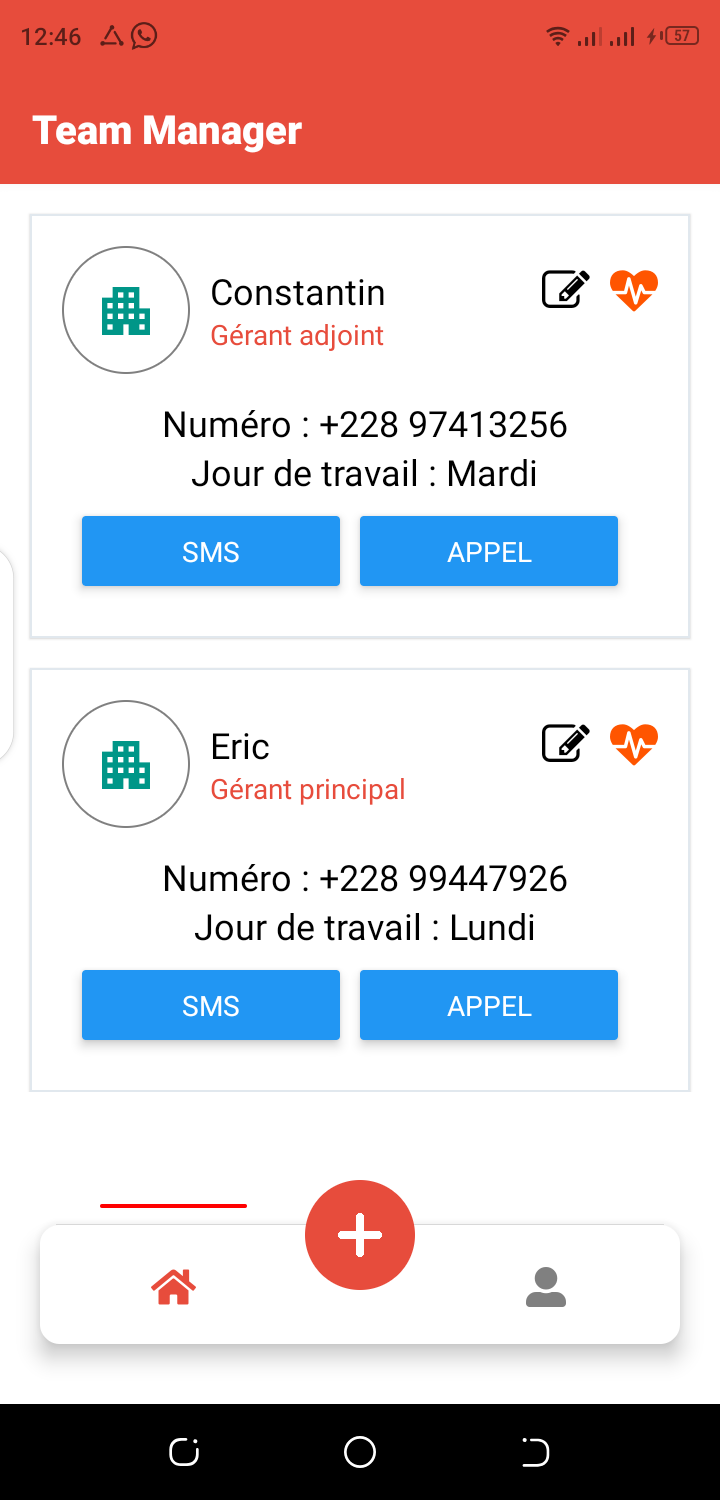 12:46
57
Team Manager
Constantin
Gérant adjoint
Numéro : +228 97413256
Jour de travail : Mardi
SMS
APPEL
Eric
Gérant principal
Numéro : +228 99447926
Jour de travail : Lundi
SMS
APPEL